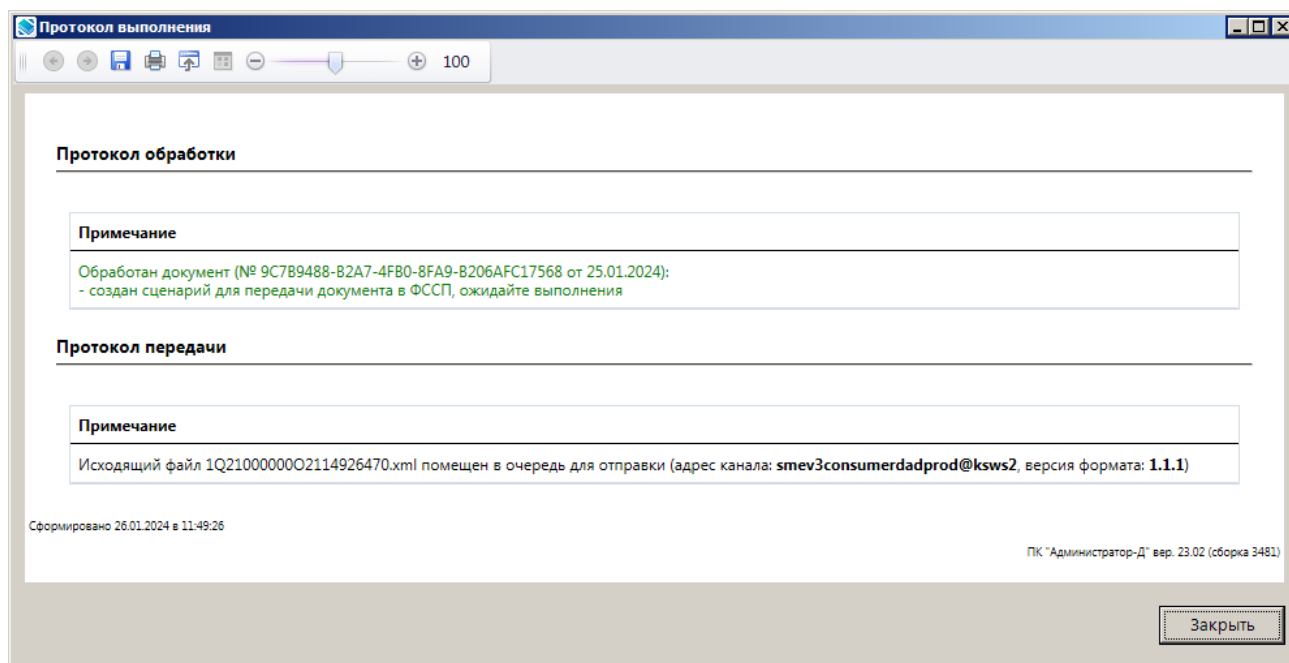 Протокол выполнения
100
Протокол обработки
Примечание
Обработан документ (№ 9C7B9488-B2A7-4FB0-8FA9-B206AFC17568 от 25.01.2024):
- создан сценарий для передачи документа в ФССП, ожидайте выполнения
Протокол передачи
Примечание
Исходящий файл 1Q21000000O2114926470.xml помещен в очередь для отправки (адрес канала: smev3consumerdadprod@ksws2, версия формата: 1.1.1)
Сформировано 26.01.2024 в 11:49:26
ПК "Администратор-Д" вер. 23.02 (сборка 3481)
Закрыть